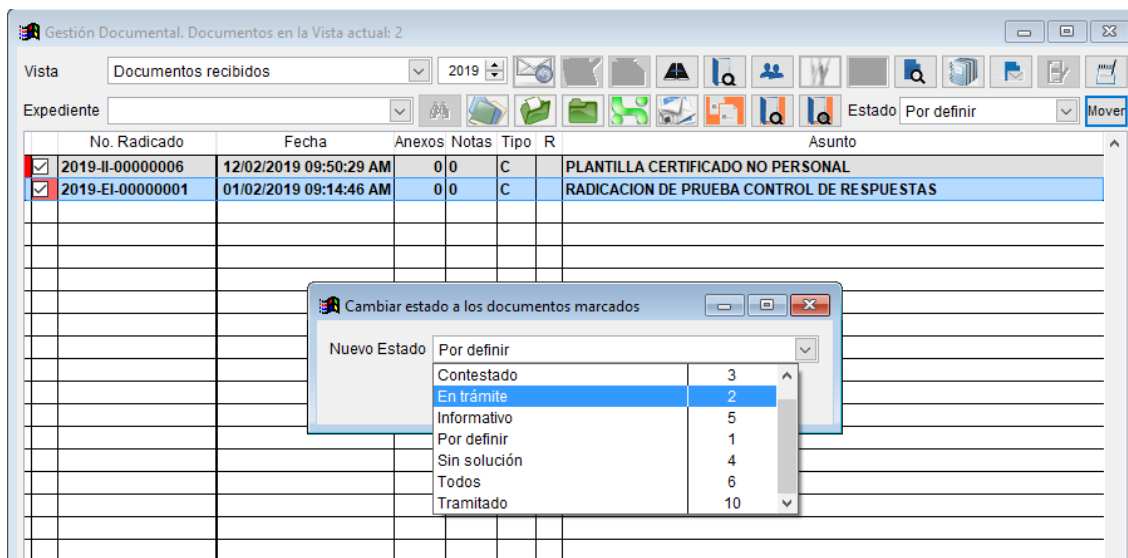 Gestión Documental. Documentos en la Vista actual: 2
Vista Documentos recibidos 2019
Expediente Estado Por definir Mover
No. Radicado Fecha Anexos Notas Tipo R Asunto
2019-II-00000006 12/02/2019 09:50:29 AM 0 0 C PLANTILLA CERTIFICADO NO PERSONAL
2019-EI-00000001 01/02/2019 09:14:46 AM 0 0 C RADICACION DE PRUEBA CONTROL DE RESPUESTAS
Cambiar estado a los documentos marcados
Nuevo Estado Por definir
Contestado 3
En trámite 2
Informativo 5
Por definir 1
Sin solución 4
Todos 6
Tramitado 10